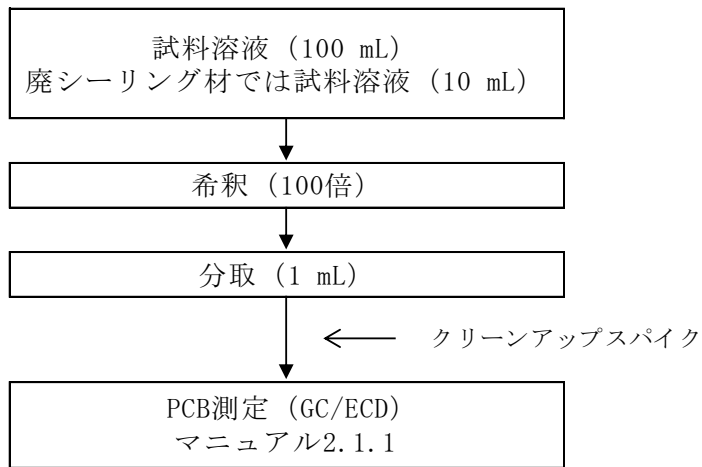 試料溶液 (100 mL)
廃シーリング材では試料溶液 (10 mL)
希釈 (100倍)
分取 (1 mL)
クリーンアップスパイク
PCB測定 (GC/ECD)
マニュアル2.1.1